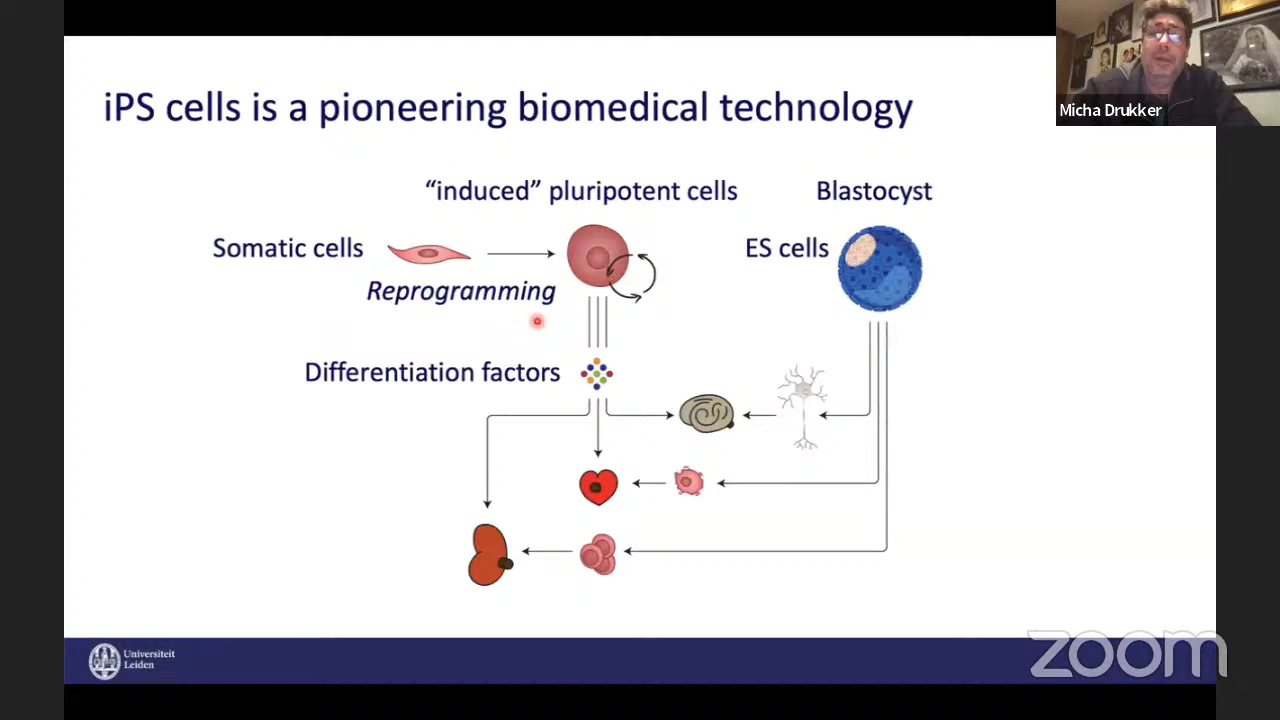 iPS cells is a pioneering biomedical technology
Micha Drukker
“induced” pluripotent cells
Blastocyst
Somatic cells
ES cells
Reprogramming
Differentiation factors
Universiteit
Leiden
zoom